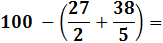 100 − (27/2 + 38/5) =